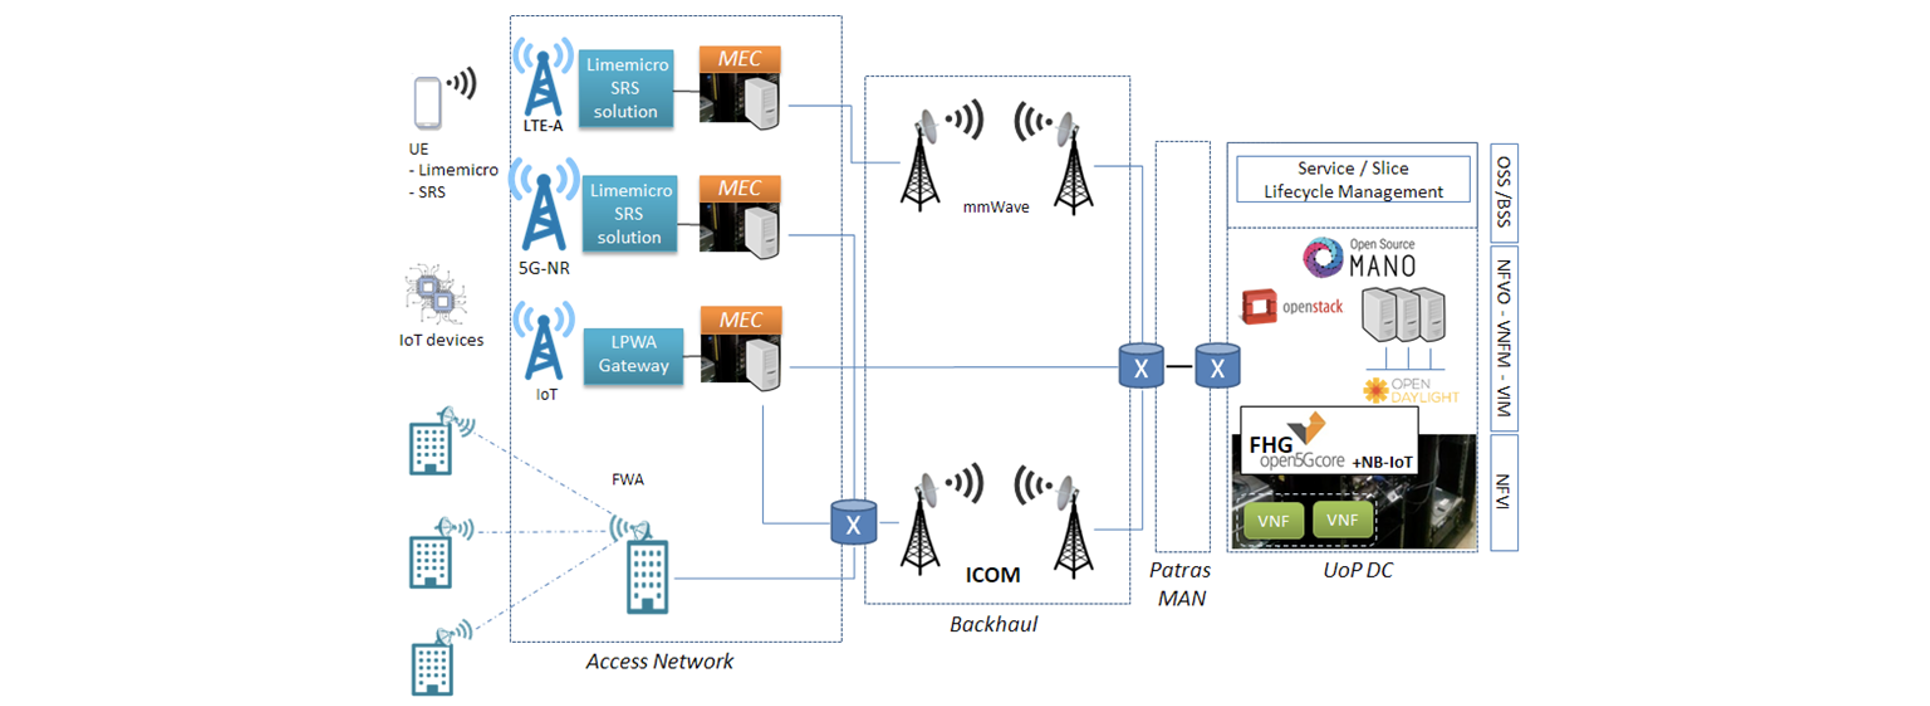 UE
- Limemicro
- SRS
IoT devices
LTE-A
Limemicro
SRS
solution
MEC
5G-NR
Limemicro
SRS
solution
MEC
IoT
LPWA
Gateway
MEC
FWA
X
Access Network
mmWave
ICOM
Backhaul
X
X
Patras
MAN
Service / Slice
Lifecycle Management
Open Source
MANO
openstack
OPEN
DAYLIGHT
FHG
open5Gcore +NB-IoT
VNF
VNF
UoP DC
OSS /BSS
NFVO - VNFM - VIM
NFVI